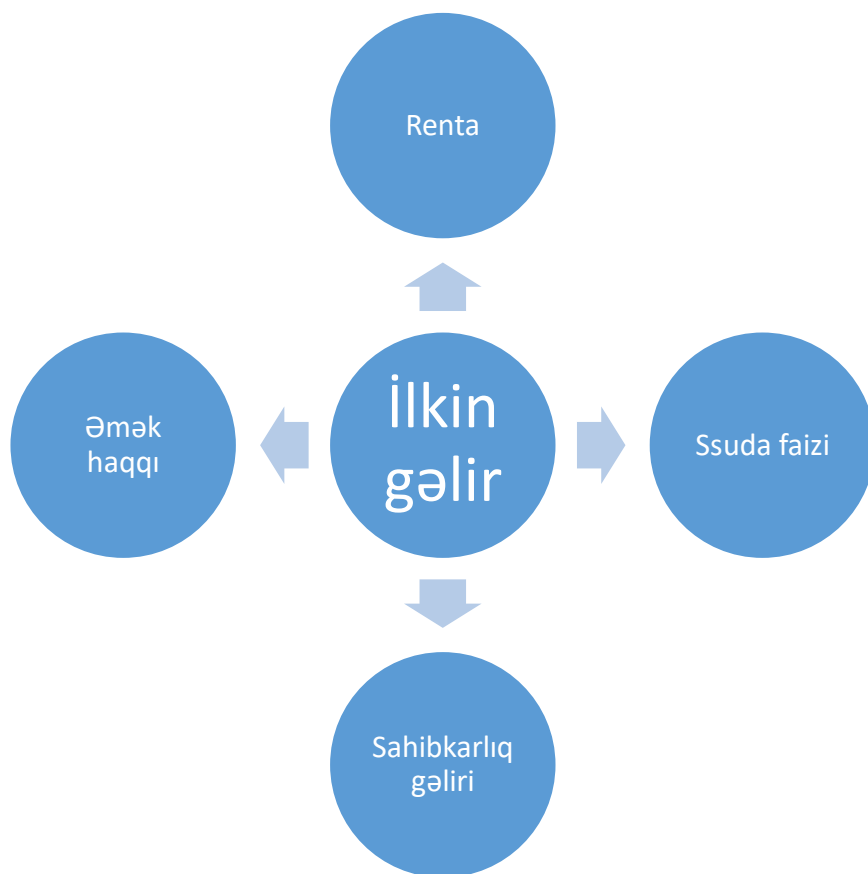 Renta
Əmək
haqqı
İlkin
gəlir
Ssuda faizi
Sahibkarlıq
gəliri